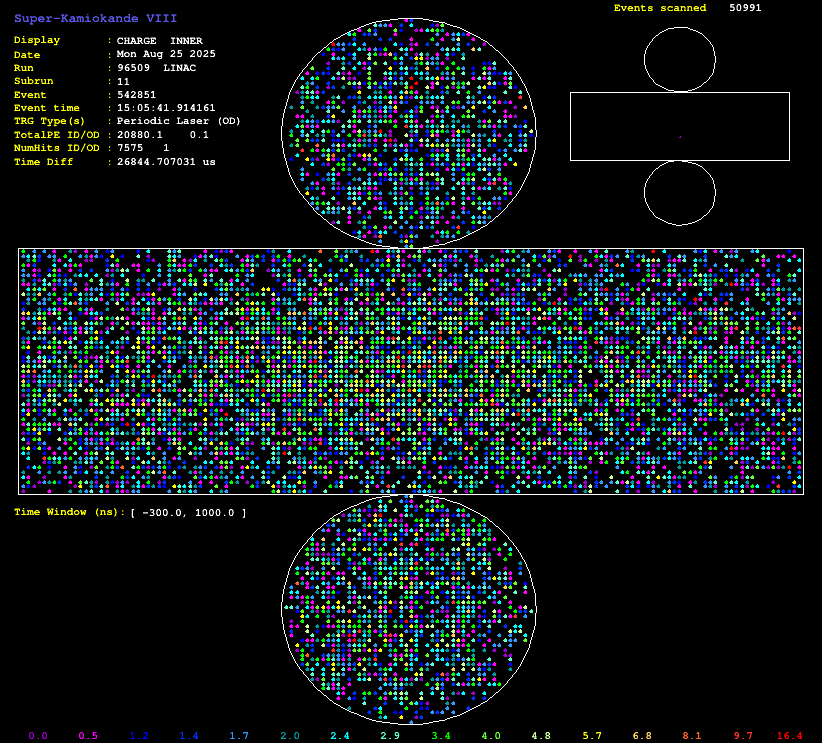 Super-Kamiokande VIII
Events scanned 50991
Display : CHARGE INNER
Date : Mon Aug 25 2025
Run : 96509 LINAC
Subrun : 11
Event : 542851
Event time : 15:05:41.914161
TRG Type(s) : Periodic Laser (OD)
TotalPE ID/OD : 20880.1 0.1
NumHits ID/OD : 7575 1
Time Diff : 26844.707031 us
Time Window (ns): [ -300.0, 1000.0 ]
0.0 0.5 1.2 1.4 1.7 2.0 2.4 2.9 3.4 4.0 4.8 5.7 6.8 8.1 9.7 16.4